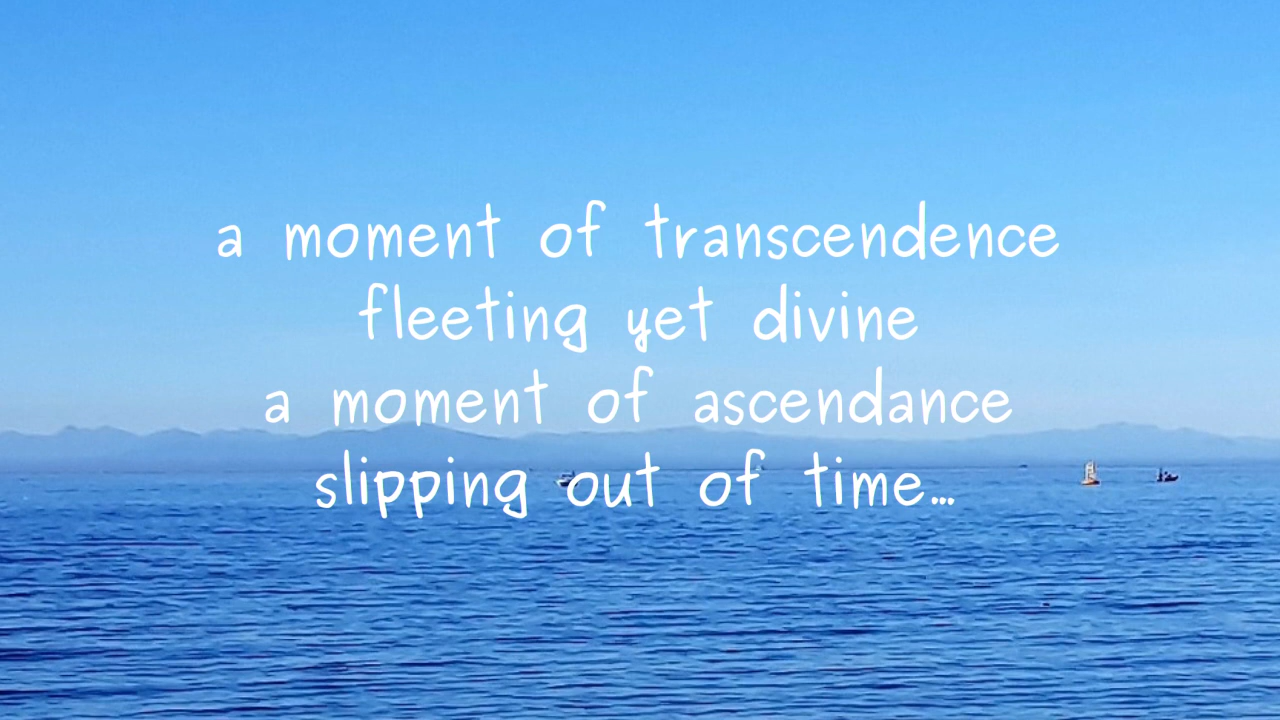 a moment of transcendence
fleeting yet divine
a moment of ascendance
slipping out of time...